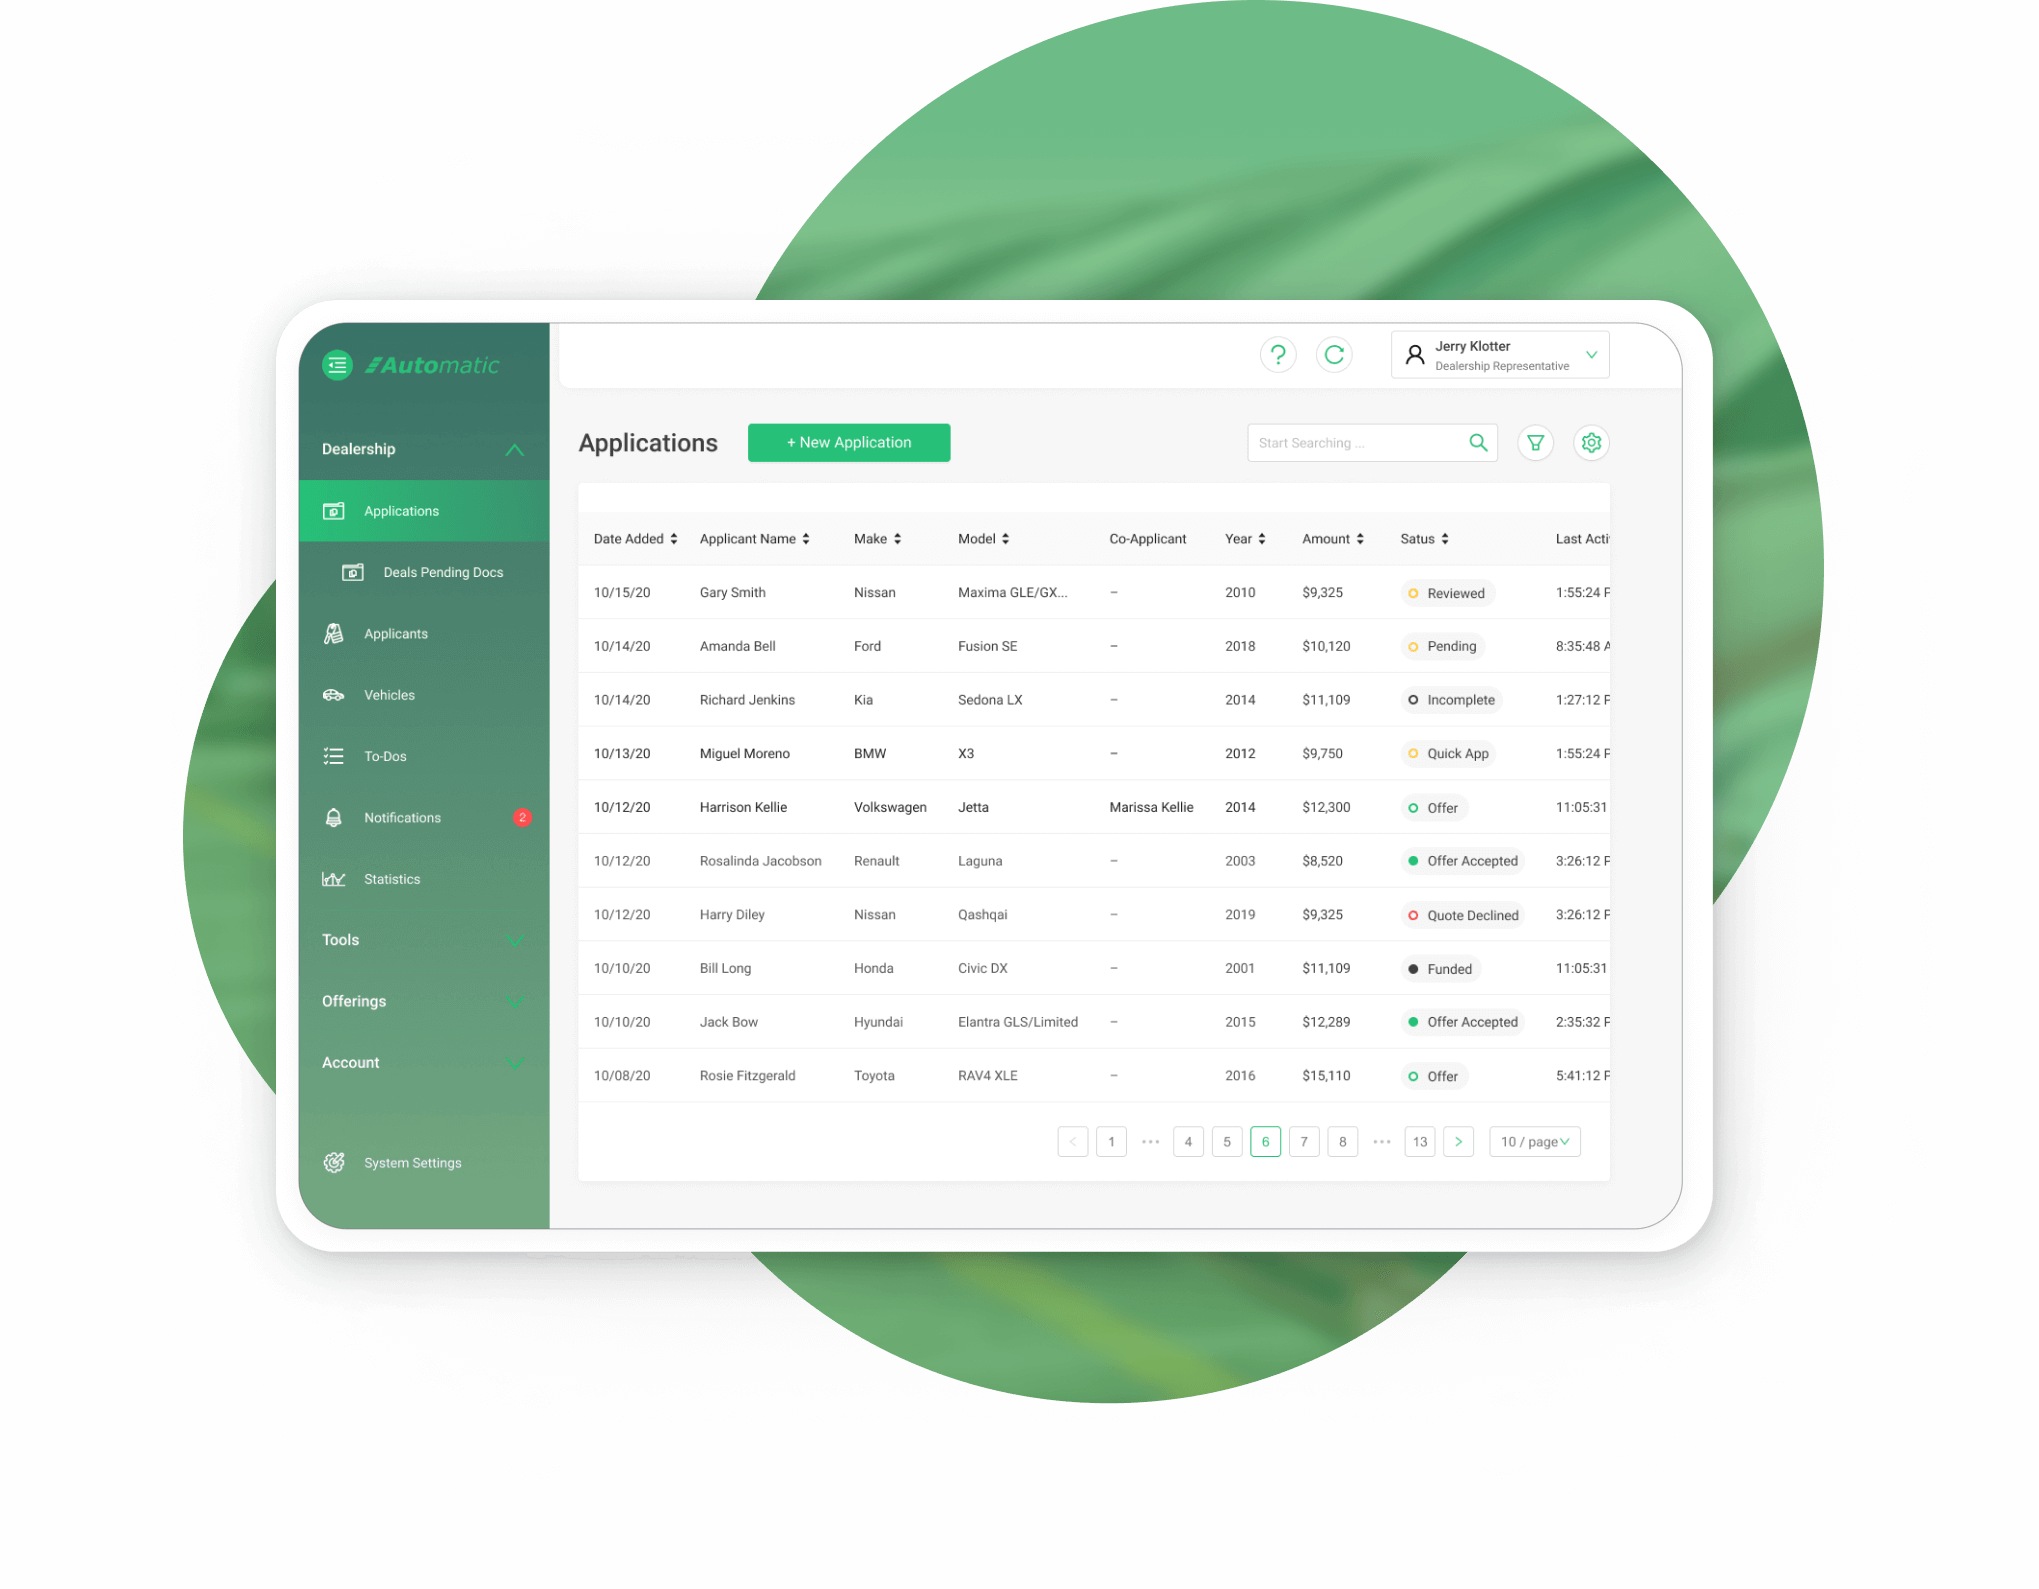 Automatic
Jerry Klotter
Dealership Representative
Dealership
Applications
Deals Pending Docs
Applicants
Vehicles
To-Dos
Notifications 2
Statistics
Tools
Offerings
Account
System Settings
Applications + New Application Start Searching ...
Date Added Applicant Name Make Model Co-Applicant Year Amount Satus Last Acti
10/15/20 Gary Smith Nissan Maxima GLE/GX... – 2010 $9,325 Reviewed 1:55:24 P
10/14/20 Amanda Bell Ford Fusion SE – 2018 $10,120 Pending 8:35:48 A
10/14/20 Richard Jenkins Kia Sedona LX – 2014 $11,109 Incomplete 1:27:12 P
10/13/20 Miguel Moreno BMW X3 – 2012 $9,750 Quick App 1:55:24 P
10/12/20 Harrison Kellie Volkswagen Jetta Marissa Kellie 2014 $12,300 Offer 11:05:31
10/12/20 Rosalinda Jacobson Renault Laguna – 2003 $8,520 Offer Accepted 3:26:12 P
10/12/20 Harry Diley Nissan Qashqai – 2019 $9,325 Quote Declined 3:26:12 P
10/10/20 Bill Long Honda Civic DX – 2001 $11,109 Funded 11:05:31
10/10/20 Jack Bow Hyundai Elantra GLS/Limited – 2015 $12,289 Offer Accepted 2:35:32 P
10/08/20 Rosie Fitzgerald Toyota RAV4 XLE – 2016 $15,110 Offer 5:41:12 P
< 1 ••• 4 5 6 7 8 ••• 13 > 10 / page